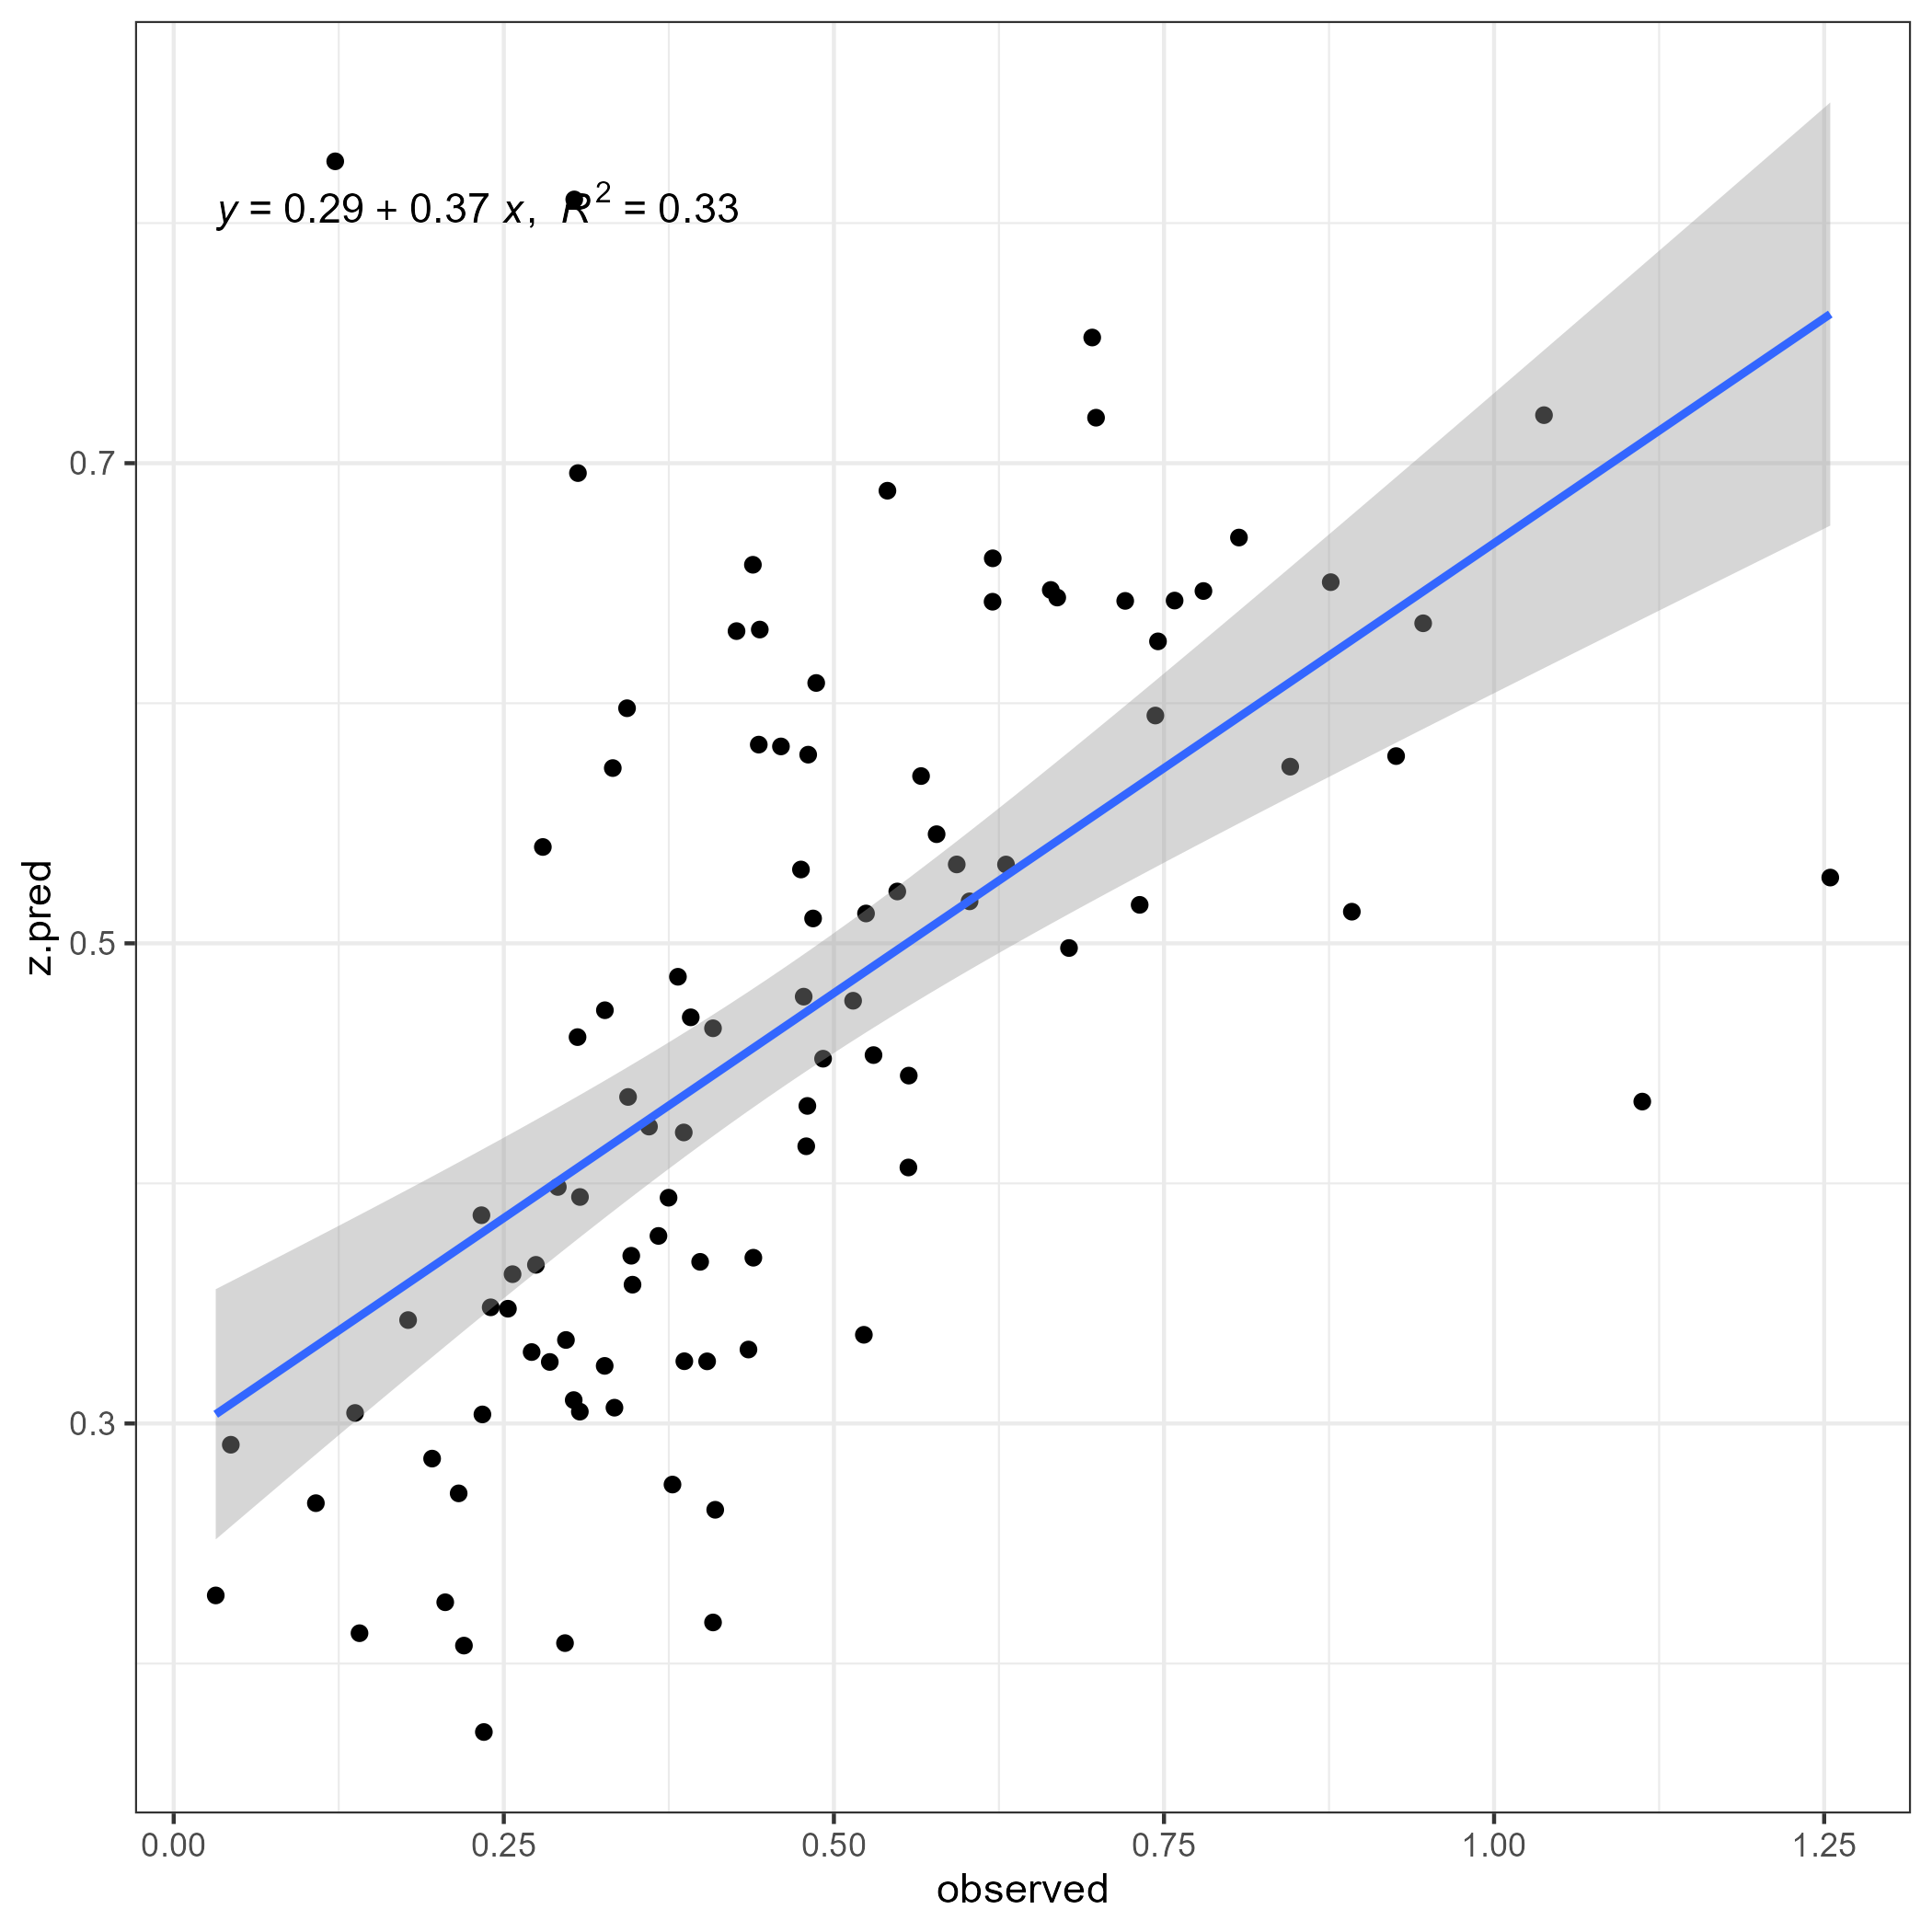 y = 0.29 + 0.37 x, R² = 0.33
z.pred
0.7
0.5
0.3
0.00 0.25 0.50 0.75 1.00 1.25
observed